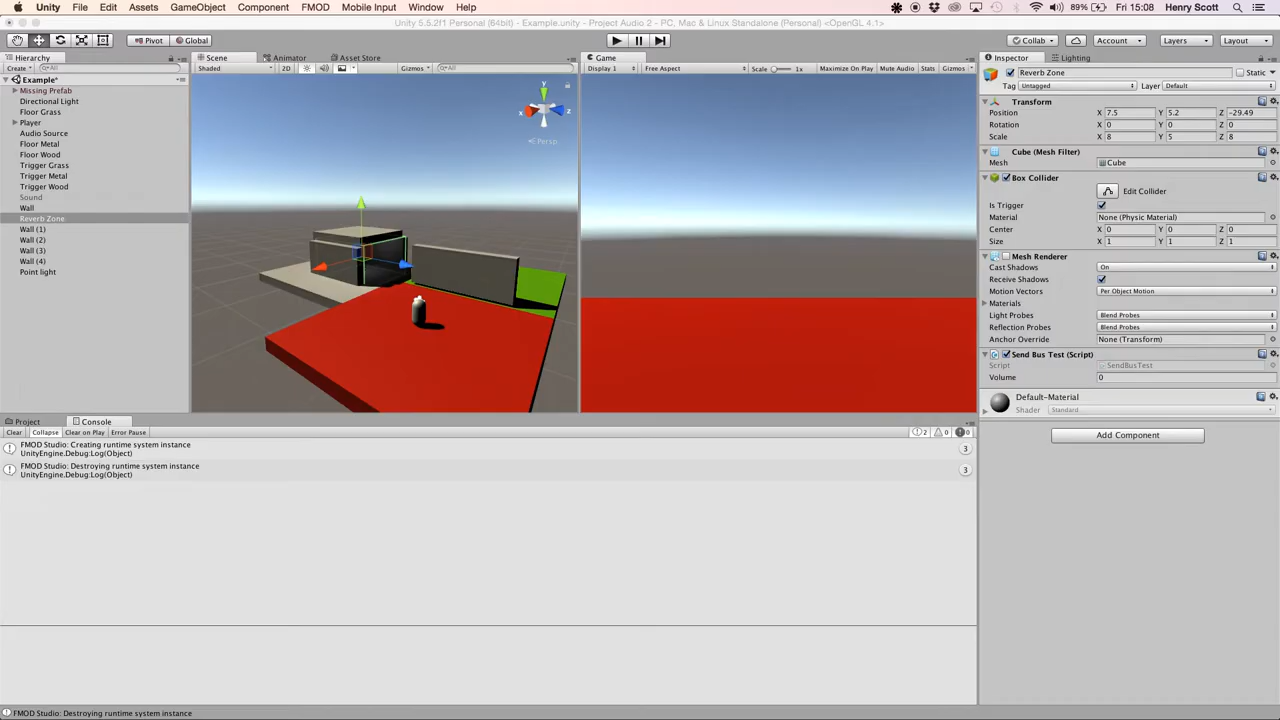 Unity File Edit Assets GameObject Component FMOD Mobile Input Window Help 89% Fri 15:08 Henry Scott
Unity 5.5.2f1 Personal (64bit) - Example.unity - Project Audio 2 - PC, Mac & Linux Standalone (Personal) <OpenGL 4.1>
Pivot Global Collab Account Layers Layout
Hierarchy Scene Animator Asset Store Game Inspector Lighting
Create All Shaded 2D Gizmos All Display 1 Free Aspect Scale 1x Maximize On Play Mute Audio Stats Gizmos
Example*
Missing Prefab
Directional Light
Floor Grass
Player
Audio Source
Floor Metal
Floor Wood
Trigger Grass
Trigger Metal
Trigger Wood
Sound
Wall
Reverb Zone
Wall (1)
Wall (2)
Wall (3)
Wall (4)
Point light
y
x z
Persp
Reverb Zone Static
Tag Untagged Layer Default
Transform
Position X 7.5 Y 5.2 Z -29.49
Rotation X 0 Y 0 Z 0
Scale X 8 Y 5 Z 8
Cube (Mesh Filter)
Mesh Cube
Box Collider
Edit Collider
Is Trigger
Material None (Physic Material)
Center X 0 Y 0 Z 0
Size X 1 Y 1 Z 1
Mesh Renderer
Cast Shadows On
Receive Shadows
Motion Vectors Per Object Motion
Materials
Light Probes Blend Probes
Reflection Probes Blend Probes
Anchor Override None (Transform)
Send Bus Test (Script)
Script SendBusTest
Volume 0
Default-Material
Shader Standard
Add Component
Project Console
Clear Collapse Clear on Play Error Pause 2 0 0
FMOD Studio: Creating runtime system instance
UnityEngine.Debug:Log(Object) 3
FMOD Studio: Destroying runtime system instance
UnityEngine.Debug:Log(Object) 3
FMOD Studio: Destroying runtime system instance